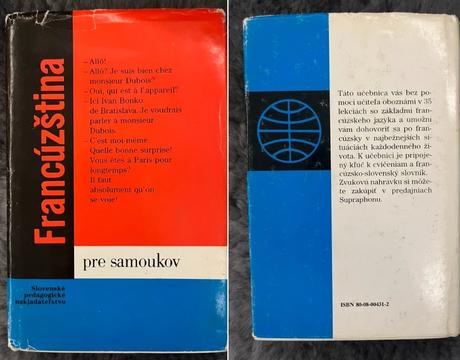 Francúzština
– Alló!
– Alló? Je suis bien chez
monsieur Dubois?
– Oui, qui est à l'appareil?
– Ici Ivan Bonko
de Bratislava. Je voudrais
parler à monsieur
Dubois.
– C'est moi-même.
Quelle bonne surprise!
Vous êtes à Paris pour
longtemps?
Il faut
absolument qu'on
se voie!
pre samoukov
Slovenské
pedagogické
nakladateľstvo
Táto učebnica vás bez po-
moci učiteľa oboznámi v 35
lekciách so základmi fran-
cúzskeho jazyka a umožní
vám dohovoriť sa po fran-
cúzsky v najbežnejších si-
tuáciách každodenného ži-
vota. K učebnici je pripoje-
ný kľúč k cvičeniam a fran-
cúzsko-slovenský slovník.
Zvukovú nahrávku si môže-
te zakúpiť v predajniach
Supraphonu.
ISBN 80-08-00431-2